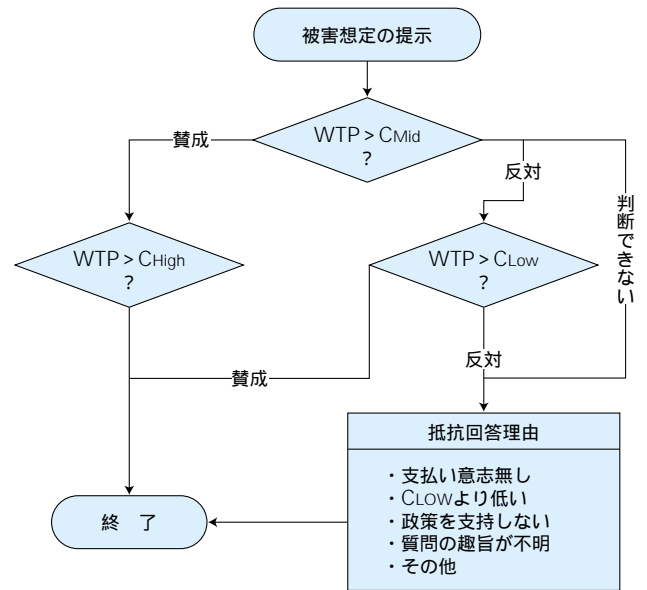 被害想定の提示
WTP > CMid
?
賛成
反対
判断できない
WTP > CHigh
?
WTP > CLow
?
賛成
反対
抵抗回答理由
・支払い意志無し
・CLOWより低い
・政策を支持しない
・質問の趣旨が不明
・その他
終 了